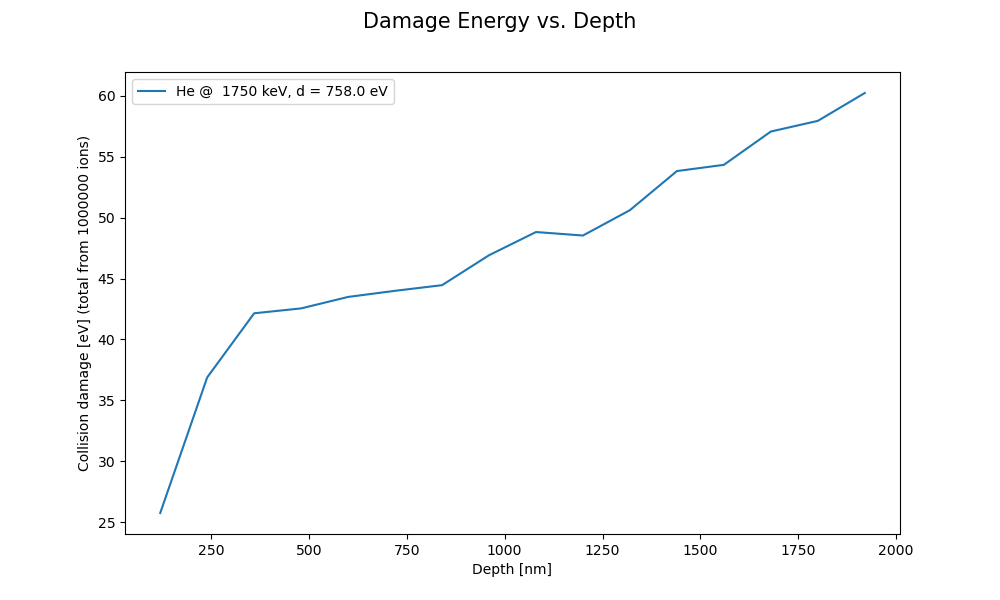 Damage Energy vs. Depth
He @  1750 keV, d = 758.0 eV
Collision damage [eV] (total from 1000000 ions)
60
55
50
45
40
35
30
25
250 500 750 1000 1250 1500 1750 2000
Depth [nm]